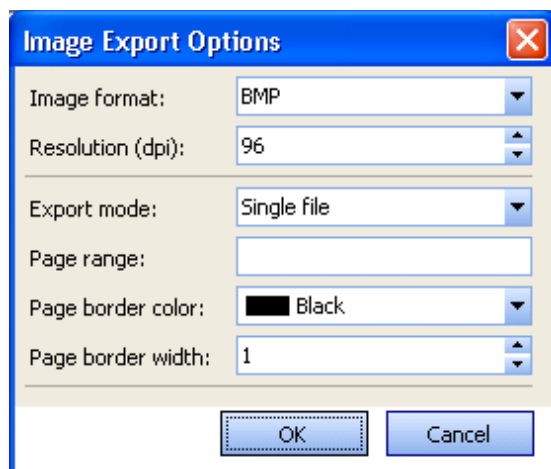 Image Export Options
Image format: BMP
Resolution (dpi): 96
Export mode: Single file
Page range:
Page border color: Black
Page border width: 1
OK Cancel